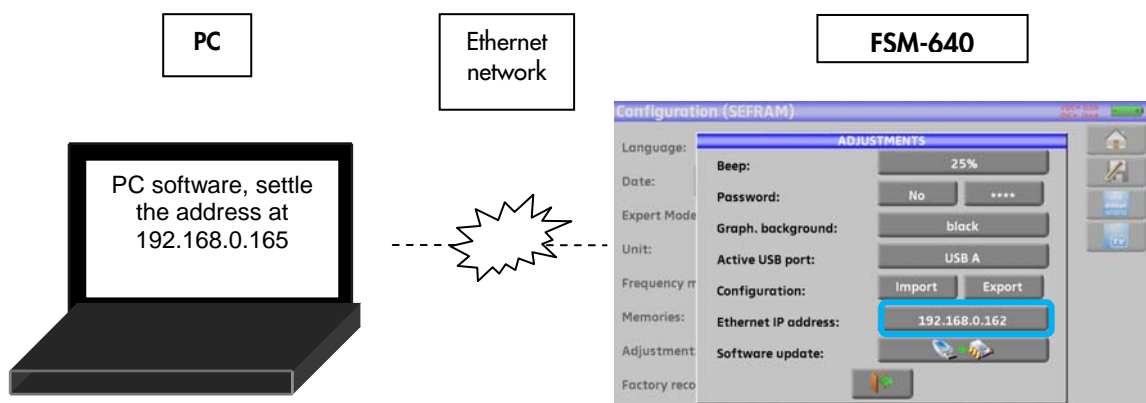 PC
Ethernet
network
FSM-640
PC software, settle
the address at
192.168.0.165
Configuration (SEFRAM)
Language:
Date:
Expert Mode
Unit:
Frequency m
Memories:
Adjustment
Factory reco
ADJUSTMENTS
Beep:
25%
Password:
No
****
Graph. background:
black
Active USB port:
USB A
Configuration:
Import
Export
Ethernet IP address:
192.168.0.162
Software update:
TV